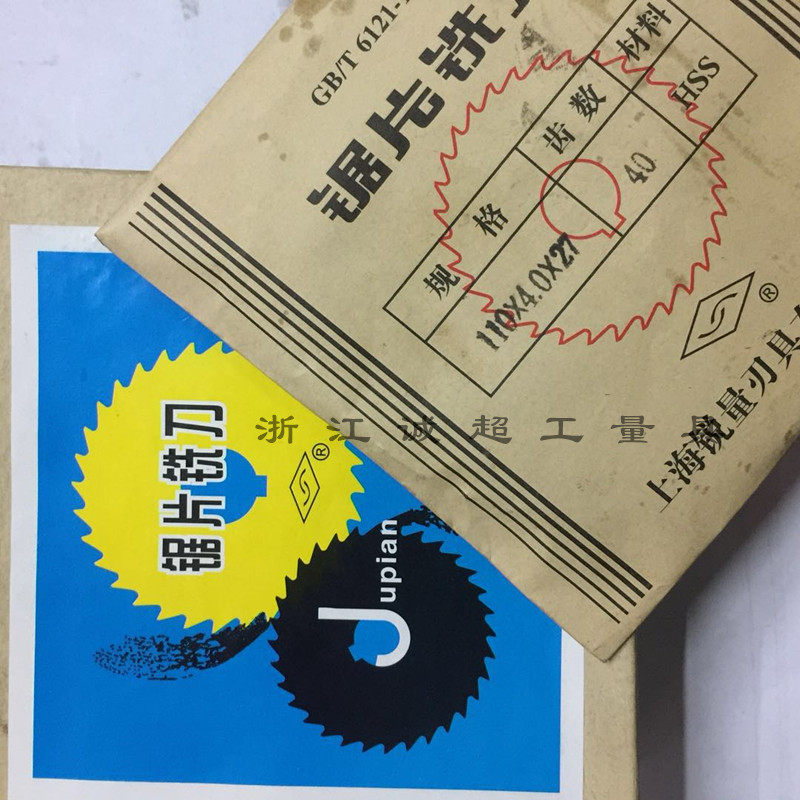 GB/T 6121-
锯片铣
规格 齿数 材料
110X4.0X27 40 HSS
®
上海锐量刃具
浙江诚超工量具
锯片铣刀
®
Jupian